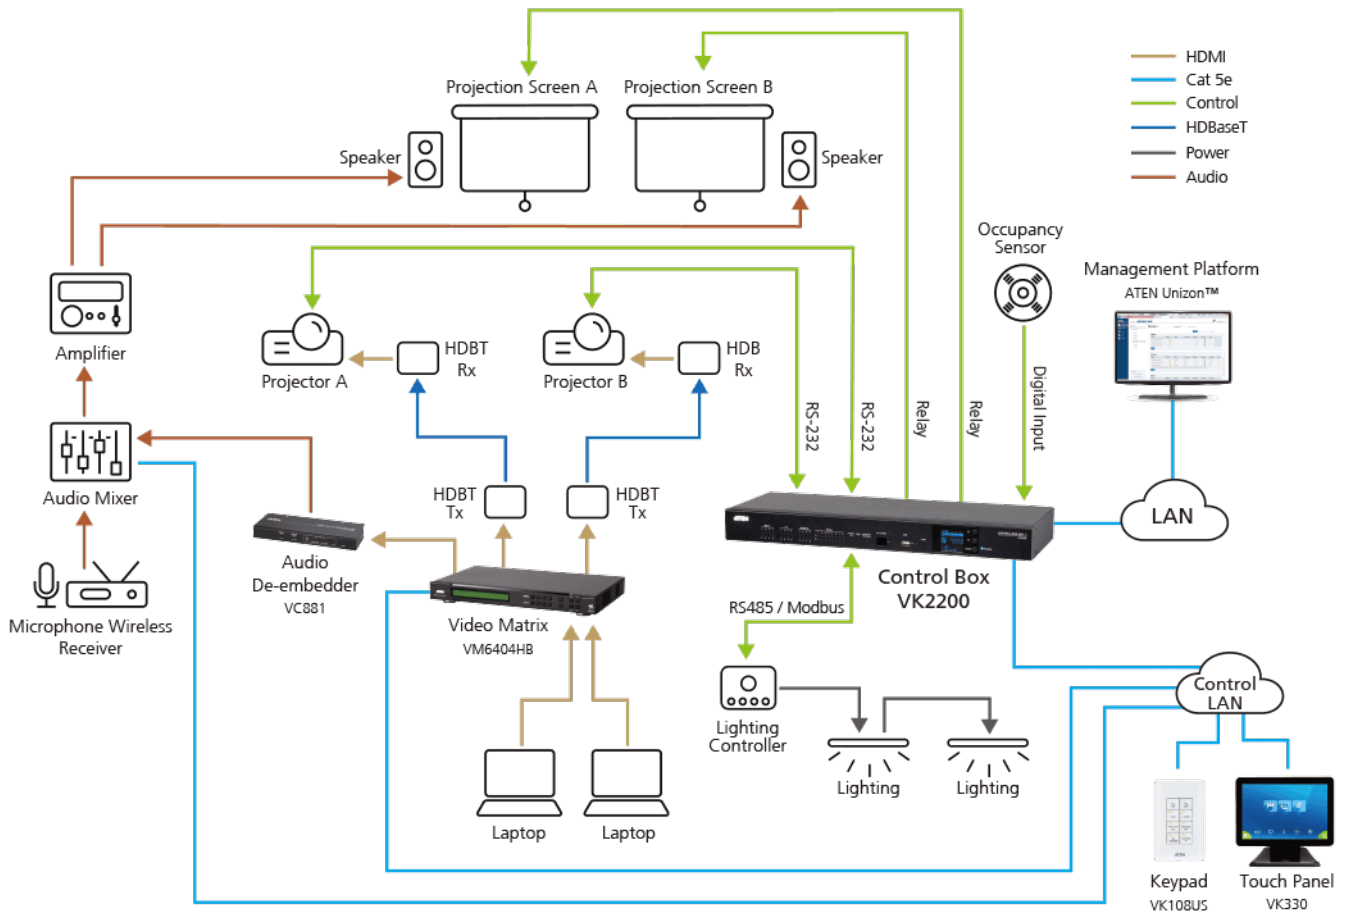 Projection Screen A
Projection Screen B
HDMI
Cat 5e
Control
HDBaseT
Power
Audio
Speaker
Speaker
Occupancy
Sensor
Management Platform
ATEN Unizon™
Amplifier
Projector A
HDBT
Rx
Projector B
HDB
Rx
RS-232
RS-232
Relay
Relay
Digital Input
Audio Mixer
HDBT
Tx
HDBT
Tx
LAN
ATEN
Audio
De-embedder
VC881
Control Box
VK2200
Microphone Wireless
Receiver
Video Matrix
VM6404HB
RS485 / Modbus
Control
LAN
Lighting
Controller
Lighting
Lighting
Laptop
Laptop
ATEN
Keypad
VK108US
Touch Panel
VK330